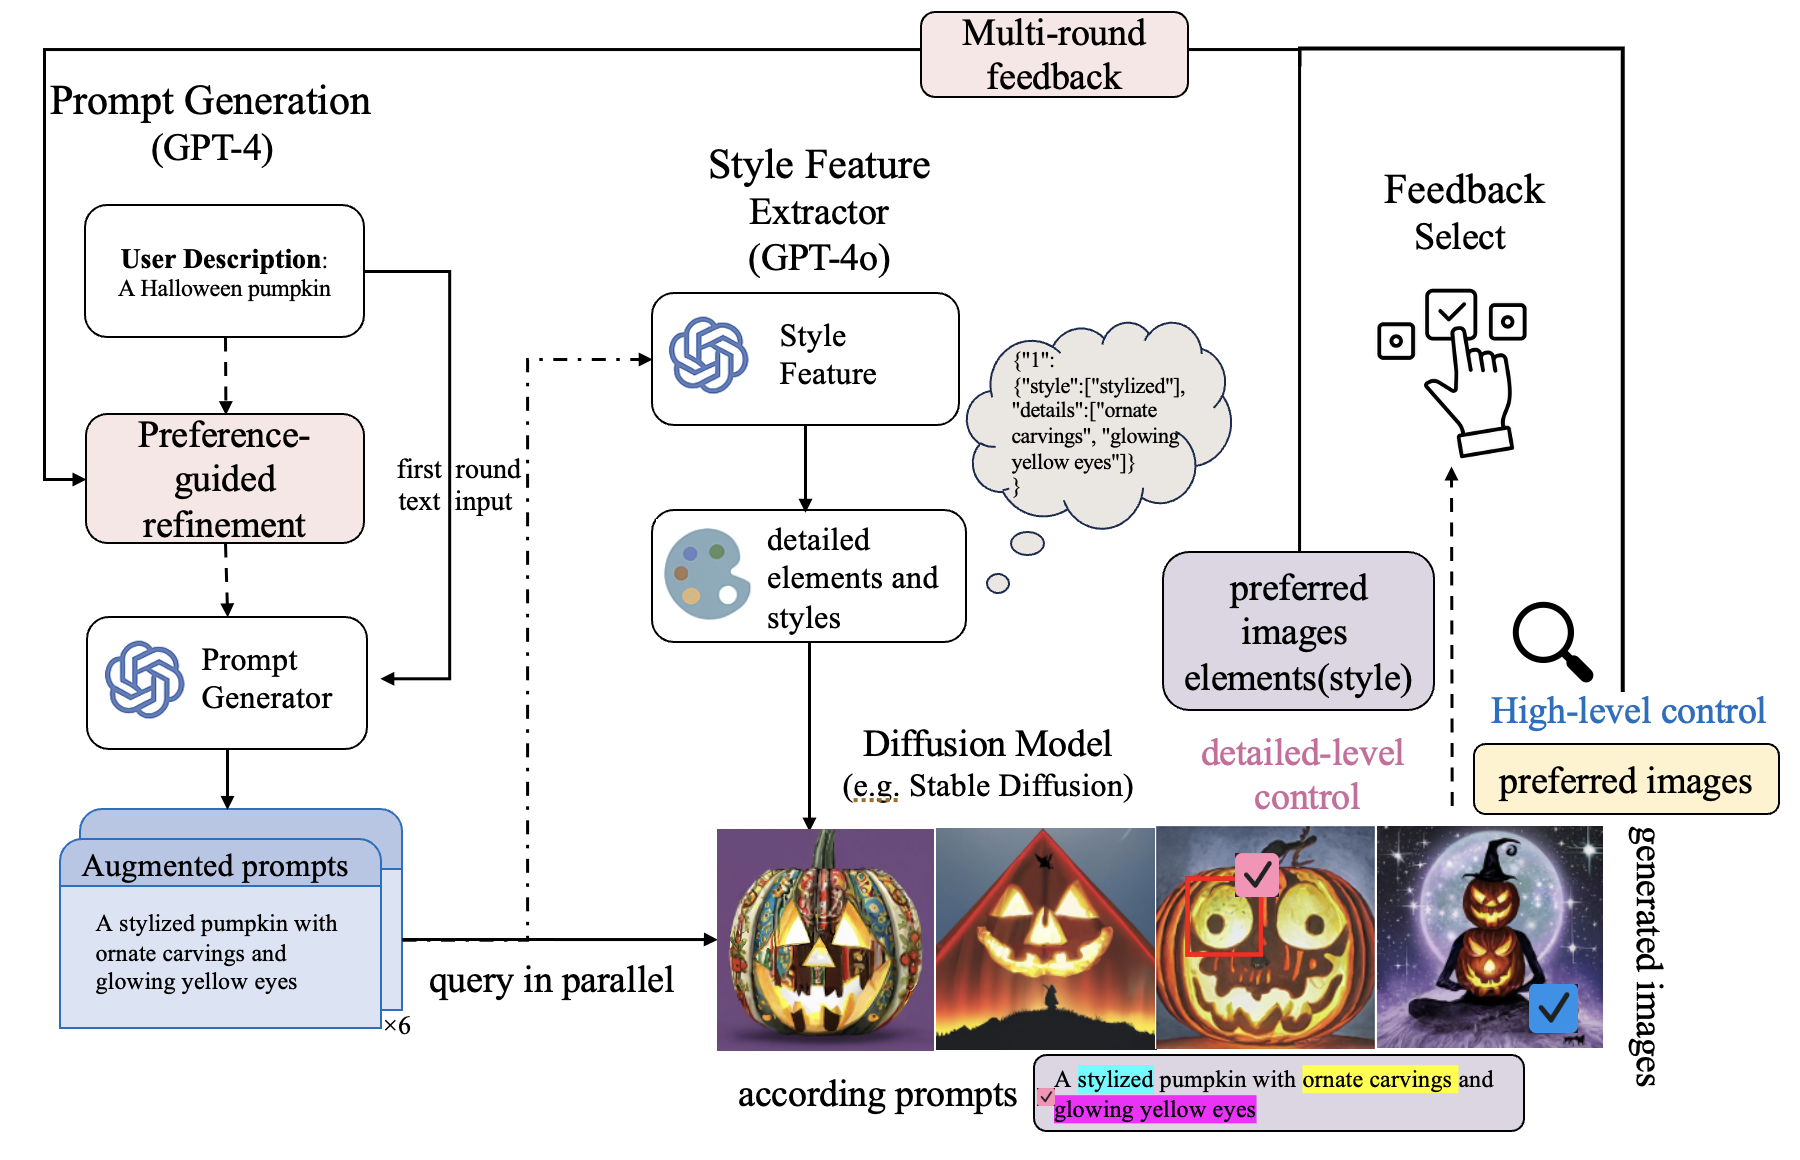 Multi-round
feedback
Prompt Generation
(GPT-4)
User Description:
A Halloween pumpkin
Preference-
guided
refinement
first round
text input
Prompt
Generator
Augmented prompts
A stylized pumpkin with
ornate carvings and
glowing yellow eyes
×6
query in parallel
Style Feature
Extractor
(GPT-4o)
Style
Feature
{"1":
{"style":["stylized"],
"details":["ornate
carvings", "glowing
yellow eyes"]}
}
detailed
elements and
styles
Diffusion Model
(e.g. Stable Diffusion)
Feedback
Select
preferred
images
elements(style)
detailed-level
control
High-level control
preferred images
generated images
according prompts
A stylized pumpkin with ornate carvings and
glowing yellow eyes